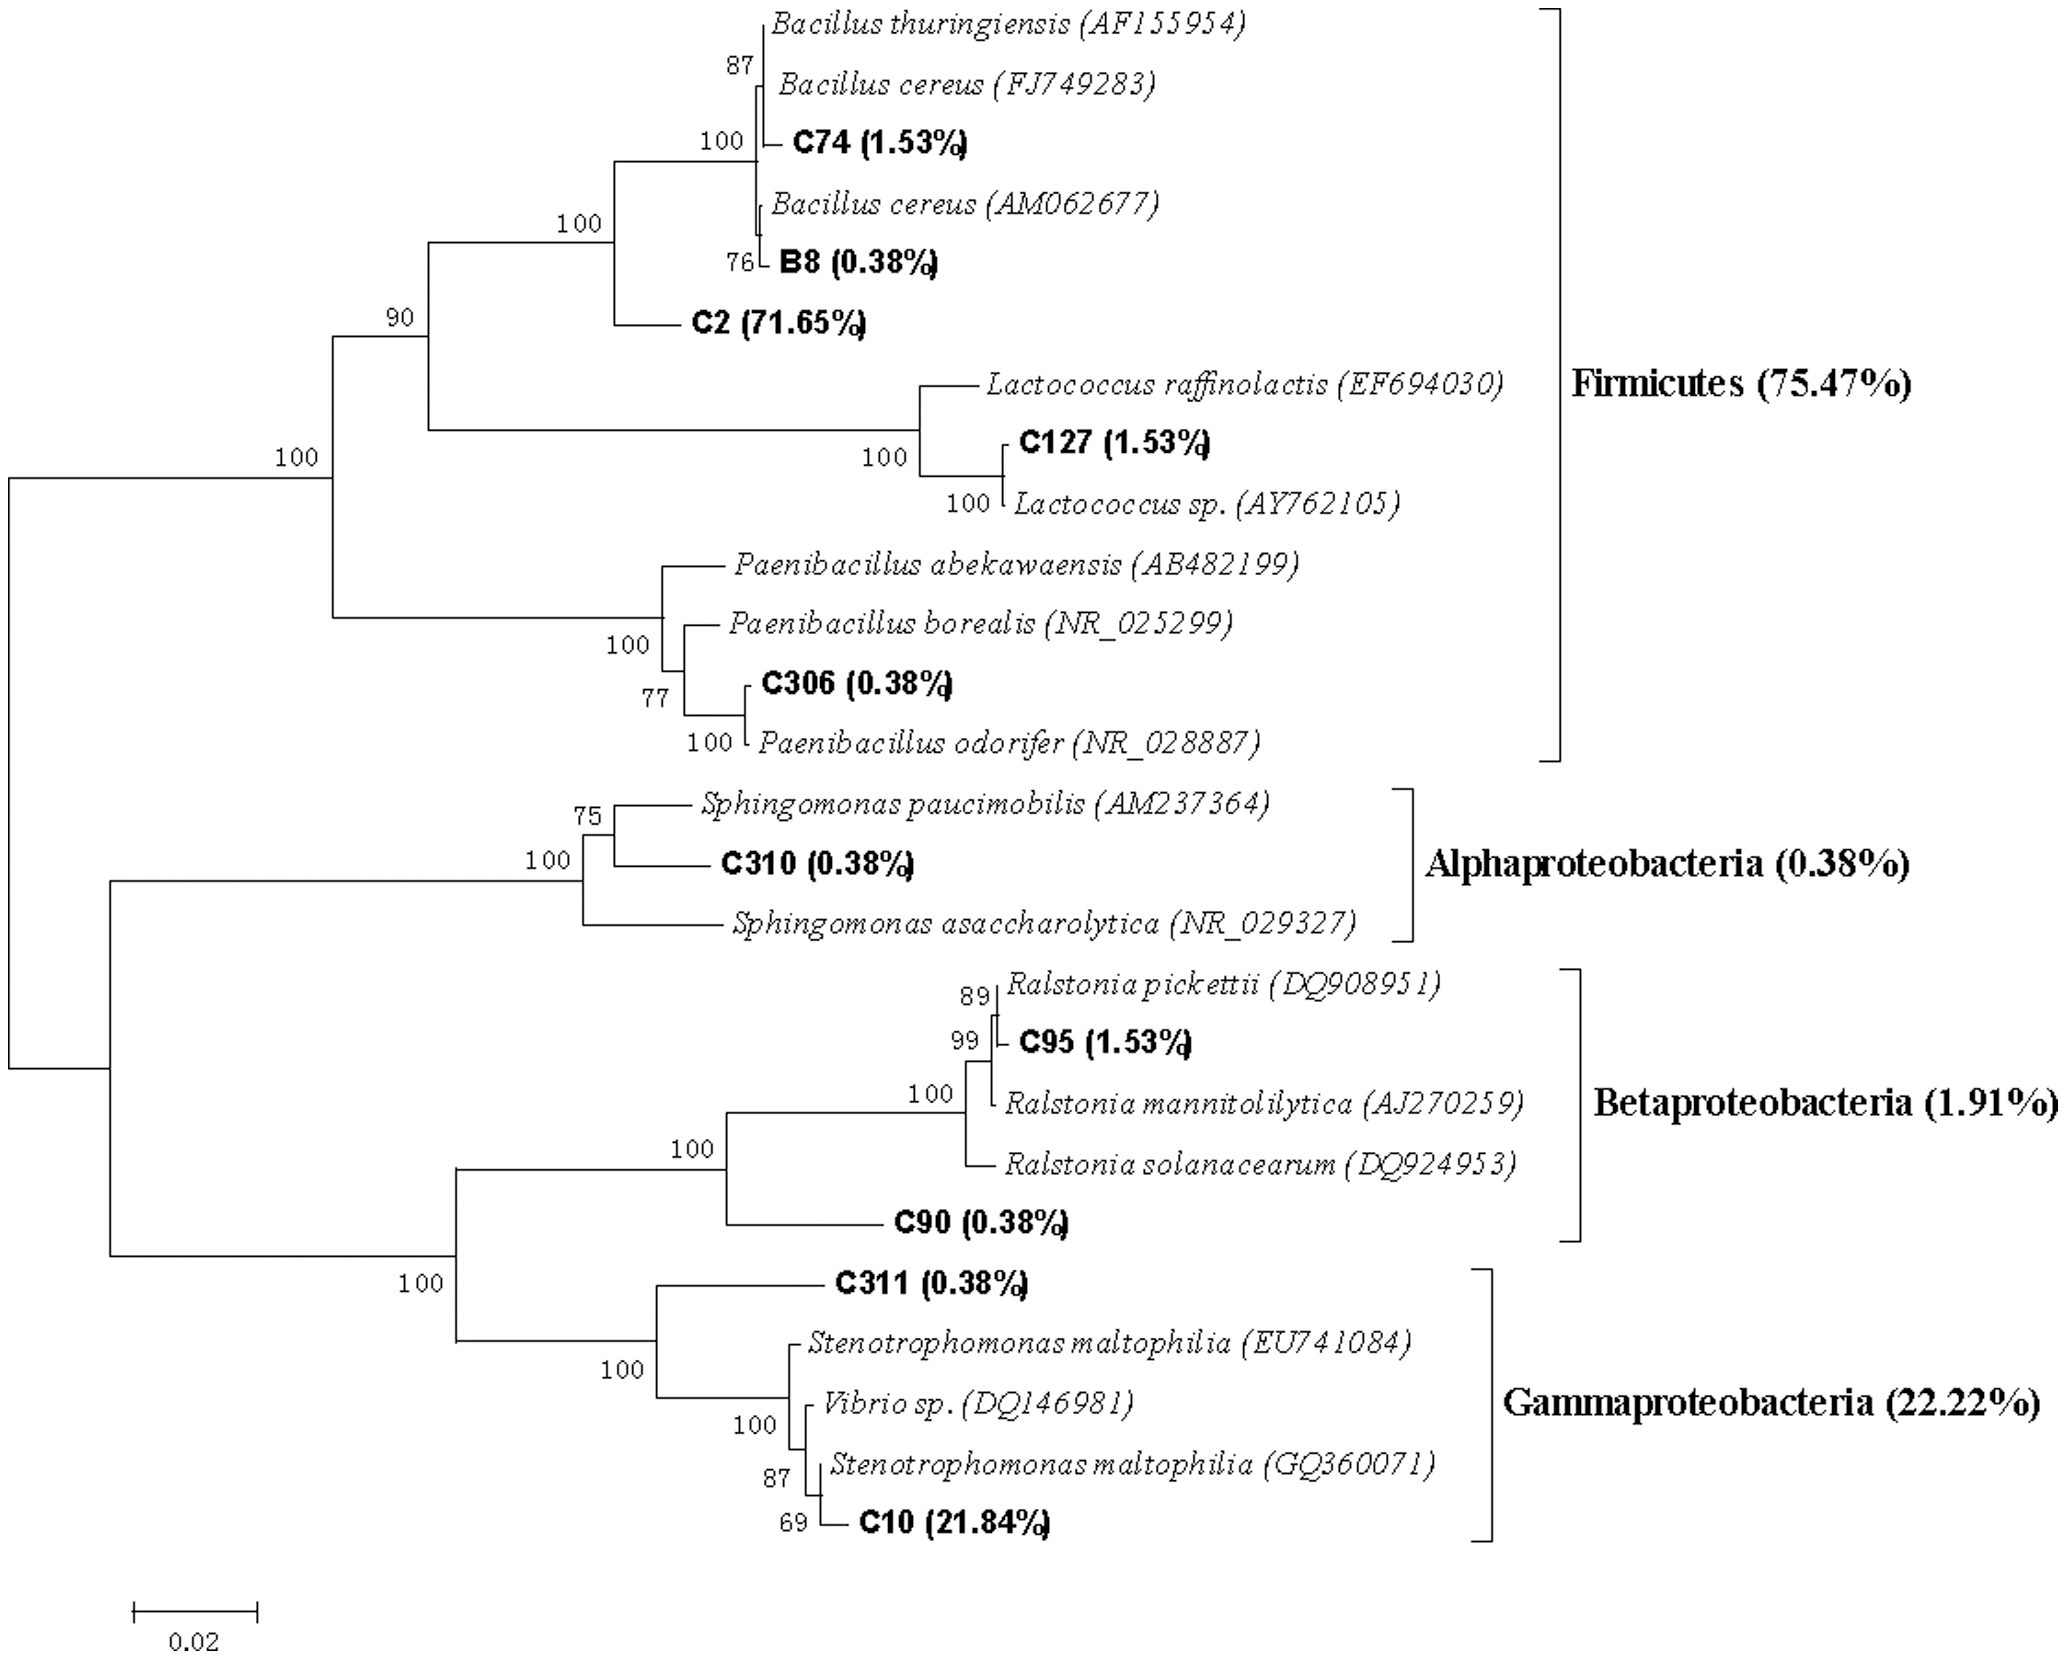 Bacillus thuringiensis (AF155954)
87
Bacillus cereus (FJ749283)
100
C74 (1.53%)
Bacillus cereus (AM062677)
100
76
B8 (0.38%)
90
C2 (71.65%)
Lactococcus raffinolactis (EF694030)
Firmicutes (75.47%)
C127 (1.53%)
100
100
100
Lactococcus sp. (AY762105)
Paenibacillus abekawaensis (AB482199)
Paenibacillus borealis (NR_025299)
100
77
C306 (0.38%)
100
Paenibacillus odorifer (NR_028887)
Sphingomonas paucimobilis (AM237364)
75
100
C310 (0.38%)
Alphaproteobacteria (0.38%)
Sphingomonas asaccharolytica (NR_029327)
Ralstonia pickettii (DQ908951)
89
99
C95 (1.53%)
100
Ralstonia mannitolilytica (AJ270259)
Betaproteobacteria (1.91%)
100
Ralstonia solanacearum (DQ924953)
C90 (0.38%)
100
C311 (0.38%)
Stenotrophomonas maltophilia (EU741084)
100
Vibrio sp. (DQ146981)
Gammaproteobacteria (22.22%)
100
Stenotrophomonas maltophilia (GQ360071)
87
69
C10 (21.84%)
0.02